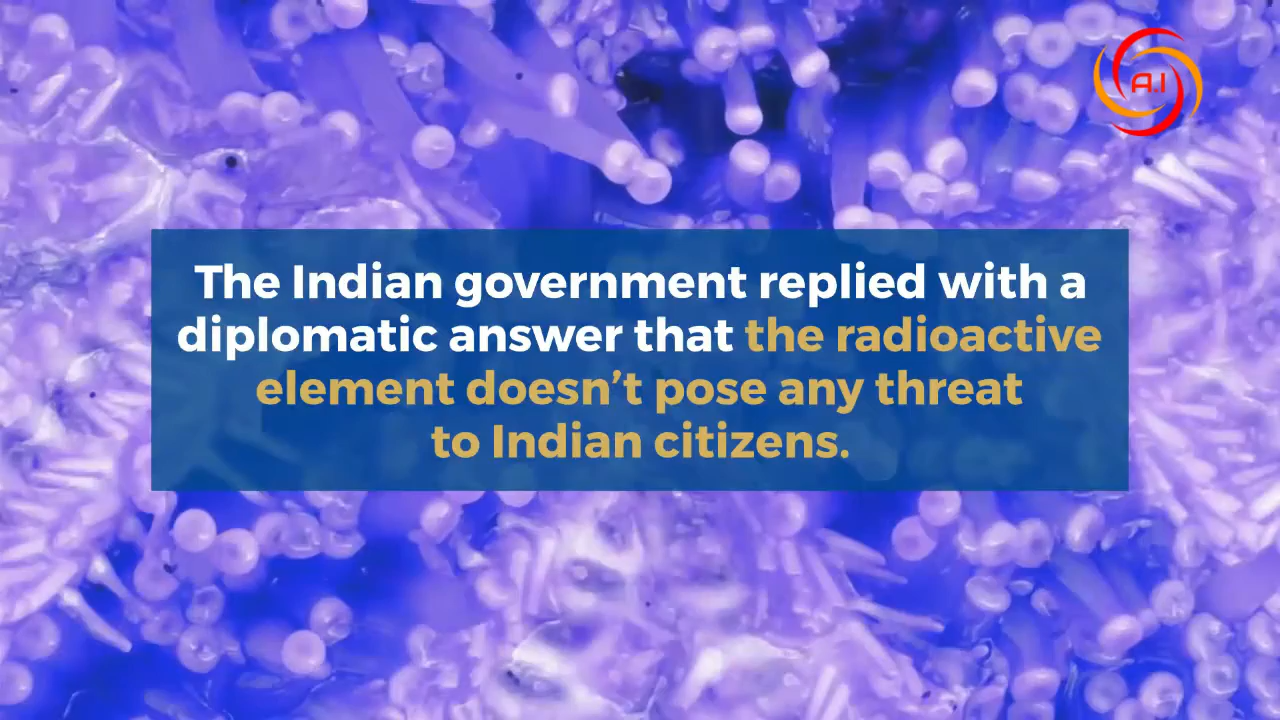 A.I
The Indian government replied with a
diplomatic answer that the radioactive
element doesn’t pose any threat
to Indian citizens.